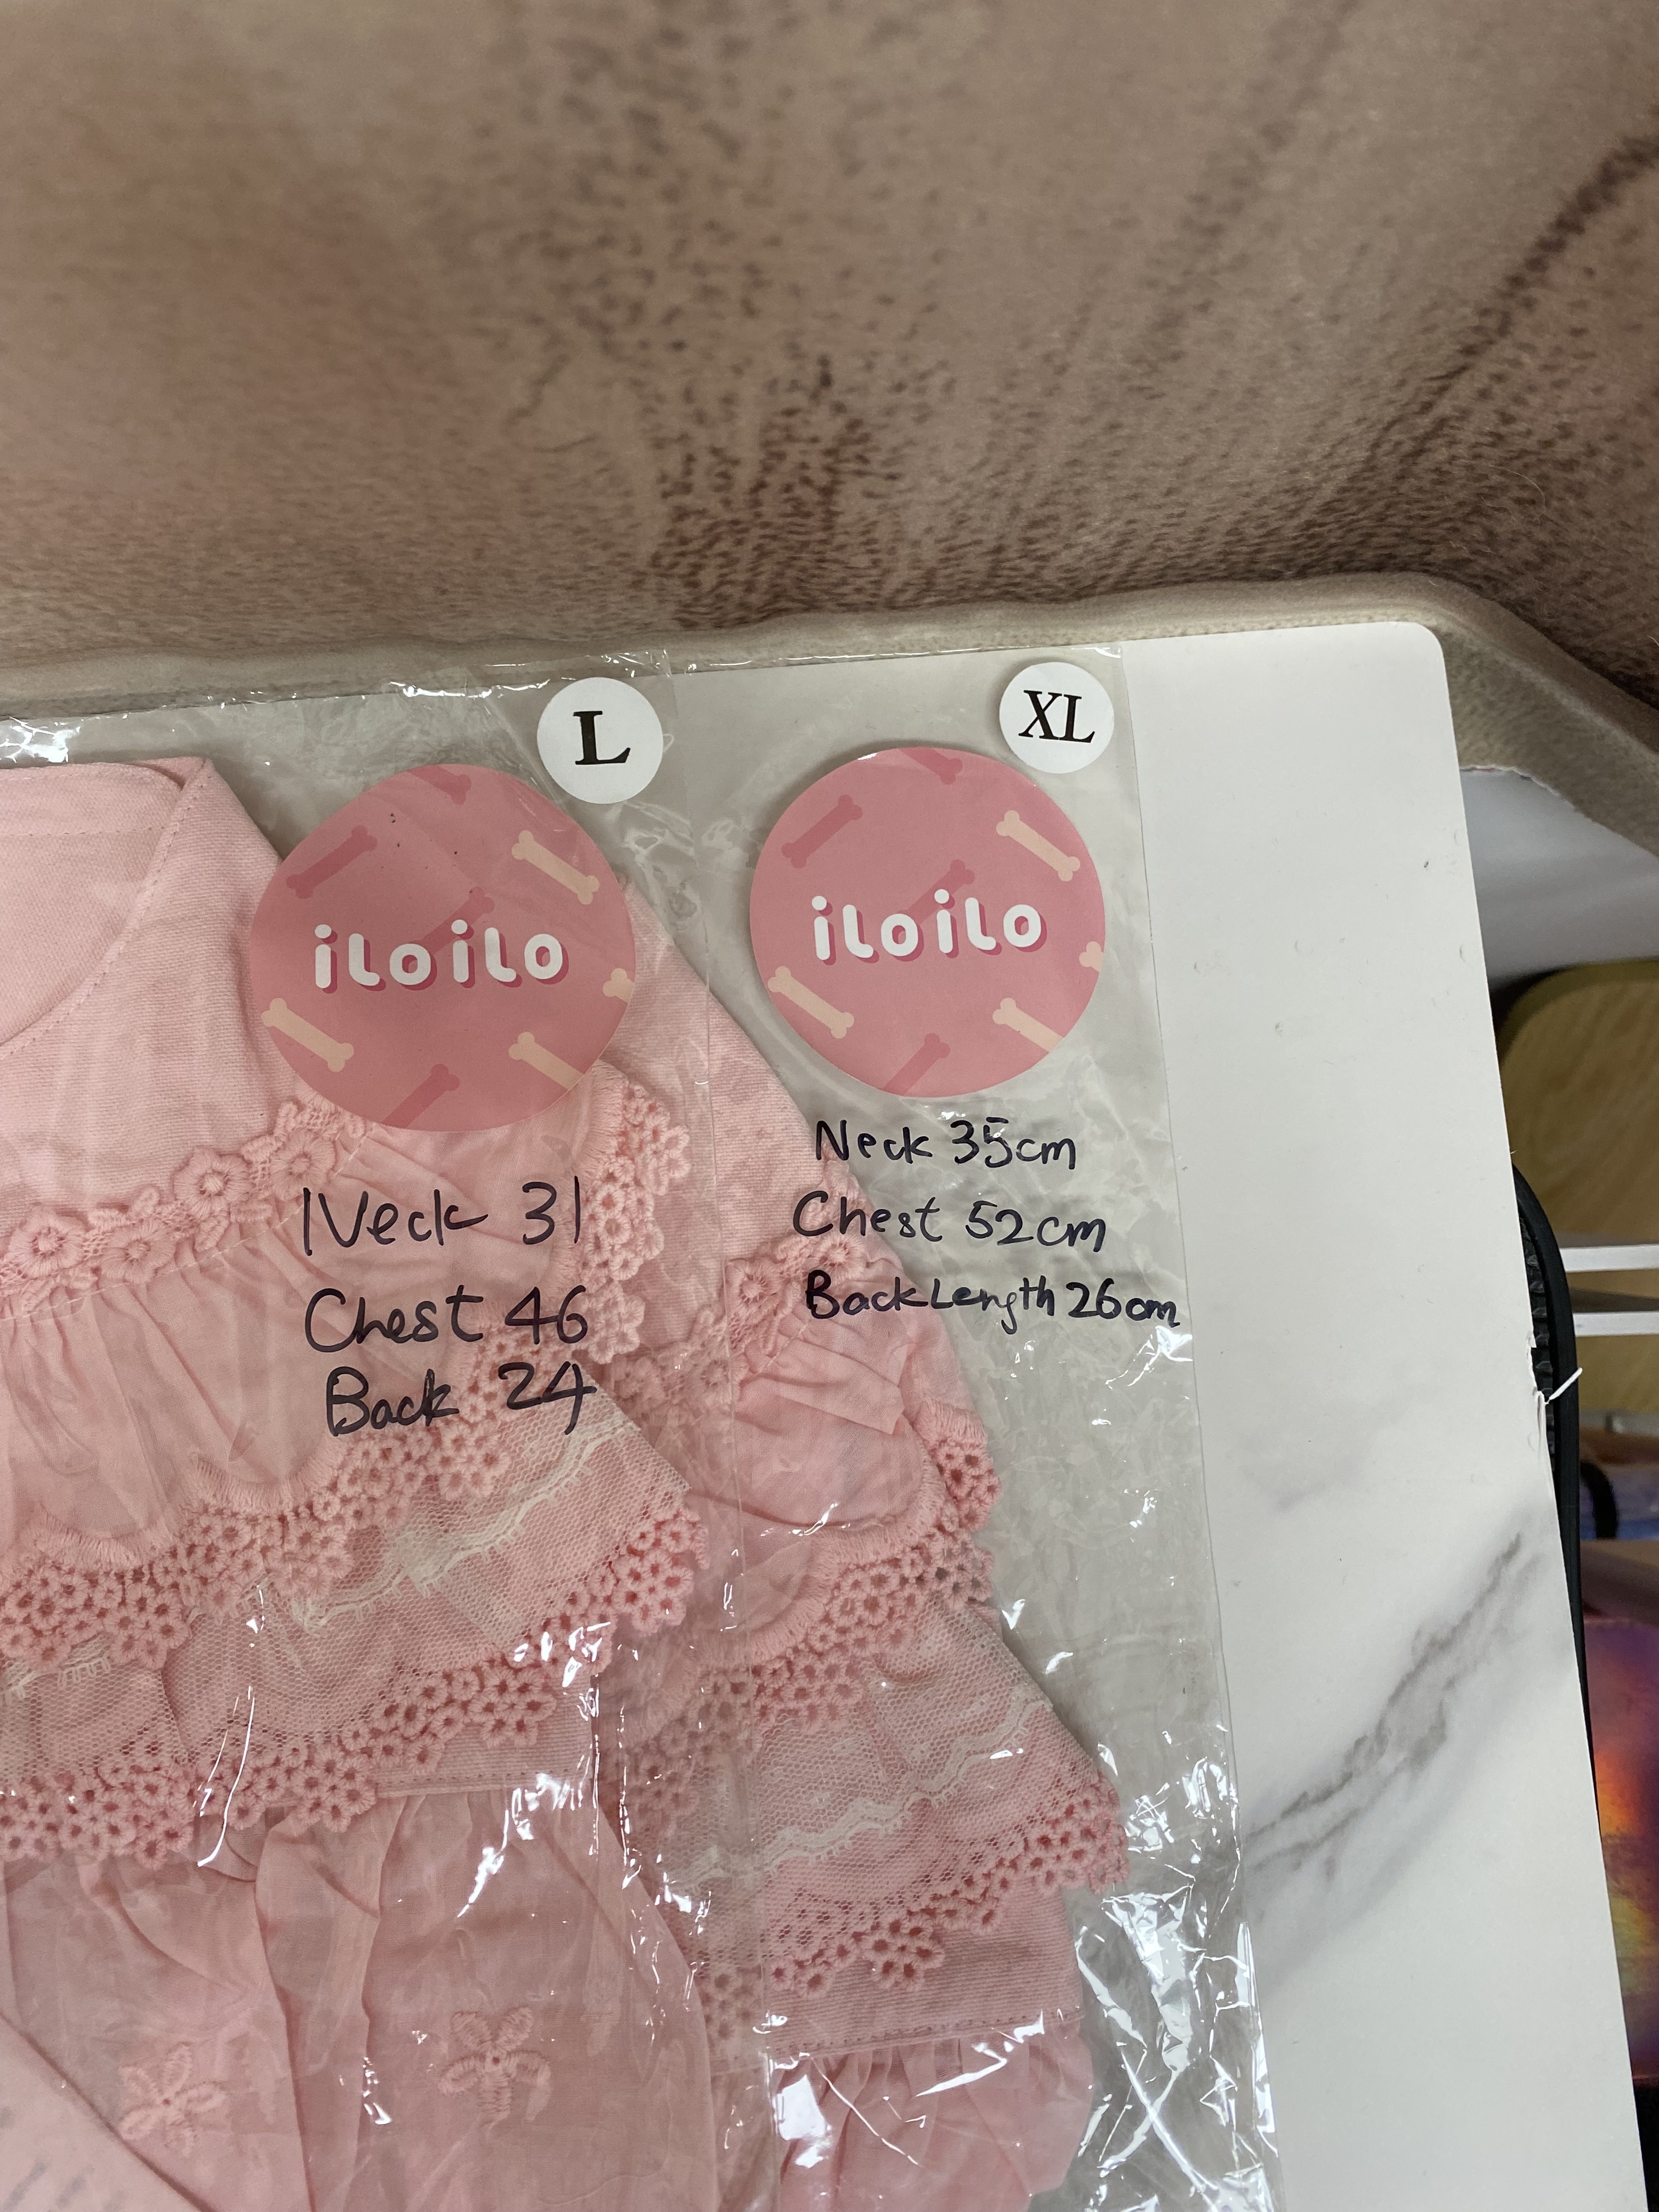 L
iLoiLo
Neck 31
Chest 46
Back 24
XL
iLoiLo
Neck 35cm
Chest 52cm
Back Length 26cm